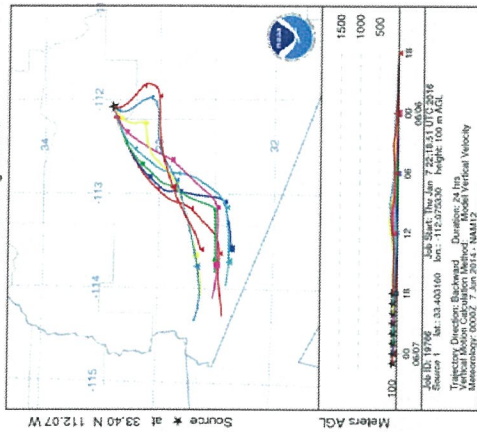 Source ★ at 33.40 N 112.07 W
-115
-114
-113
-112
34
32
noaa
Meters AGL
1500
1000
500
100
00
18
12
06
00
18
06/07
06/06
Job ID: 19766 Job Start: Thu Jan 7 22:18:51 UTC 2016
Source 1 lat.: 33.403160 lon.: -112.075330 height: 100 m AGL
Trajectory Direction: Backward Duration: 24 hrs
Vertical Motion Calculation Method: Model Vertical Velocity
Meteorology: 0000Z 7 Jun 2014 - NAM12